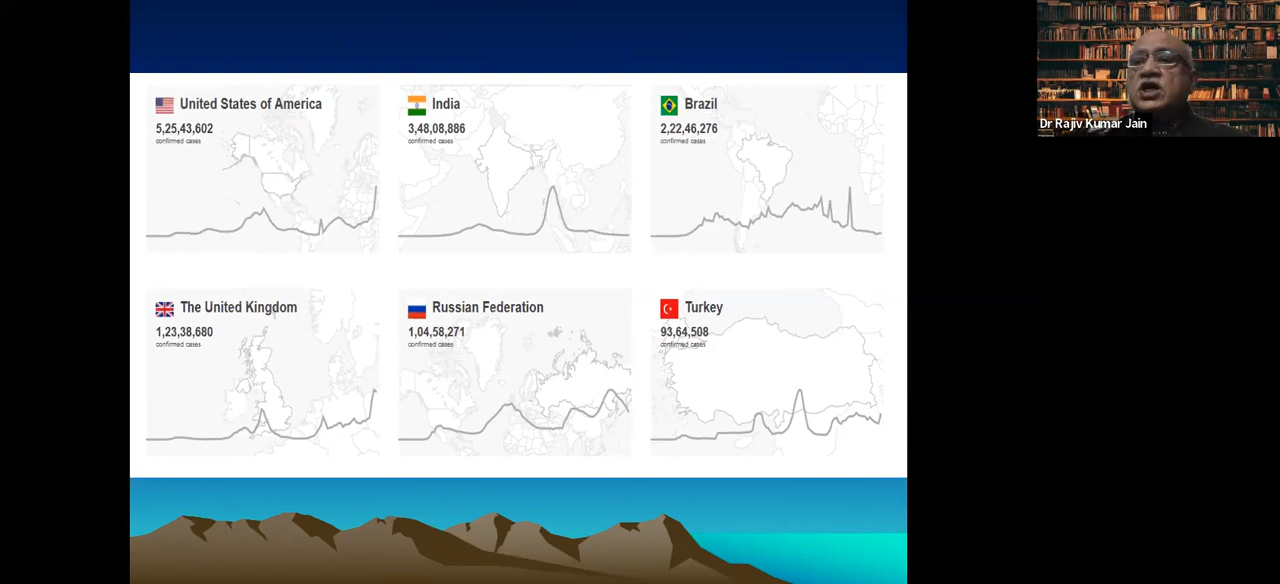 United States of America
5,25,43,602
confirmed cases
India
3,48,08,886
confirmed cases
Brazil
2,22,46,276
confirmed cases
The United Kingdom
1,23,38,680
confirmed cases
Russian Federation
1,04,58,271
confirmed cases
Turkey
93,64,508
confirmed cases
Dr Rajiv Kumar Jain